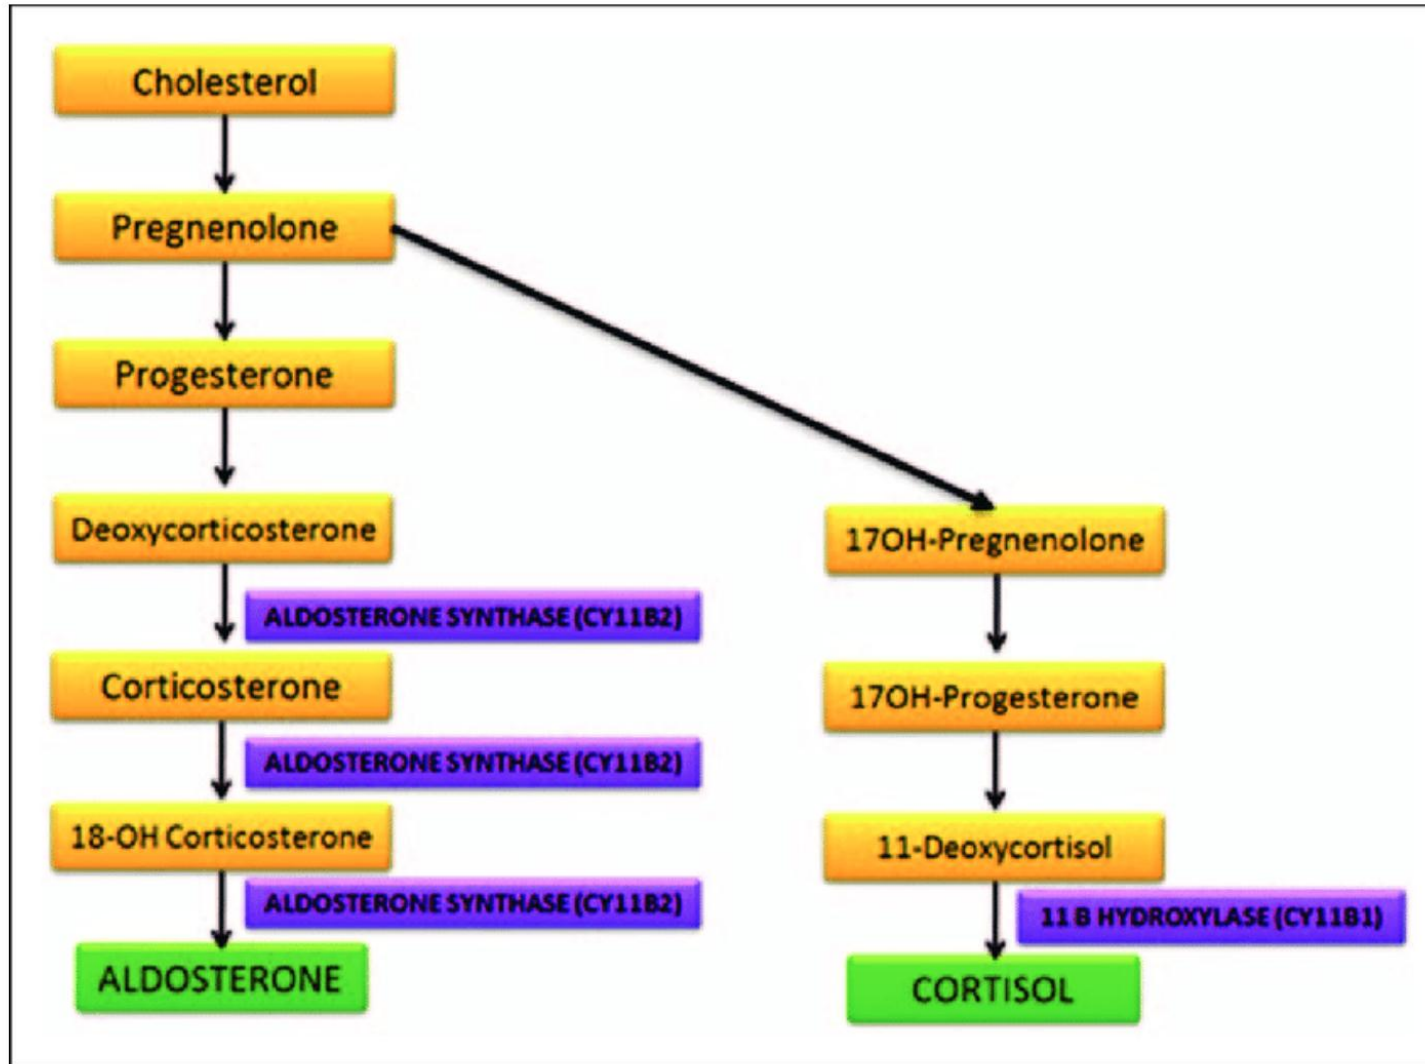 Cholesterol
Pregnenolone
Progesterone
Deoxycorticosterone
ALDOSTERONE SYNTHASE (CY11B2)
Corticosterone
ALDOSTERONE SYNTHASE (CY11B2)
18-OH Corticosterone
ALDOSTERONE SYNTHASE (CY11B2)
ALDOSTERONE
17OH-Pregnenolone
17OH-Progesterone
11-Deoxycortisol
11 B HYDROXYLASE (CY11B1)
CORTISOL